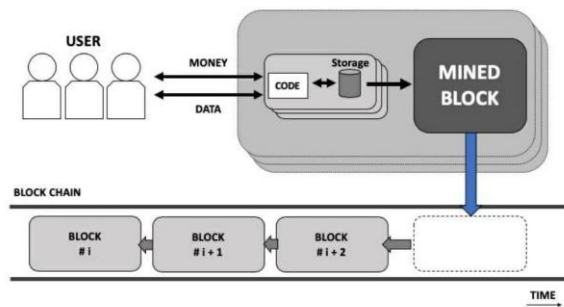 USER
MONEY
DATA
Storage
CODE
MINED
BLOCK
BLOCK CHAIN
BLOCK
# i
BLOCK
# i + 1
BLOCK
# i + 2
TIME